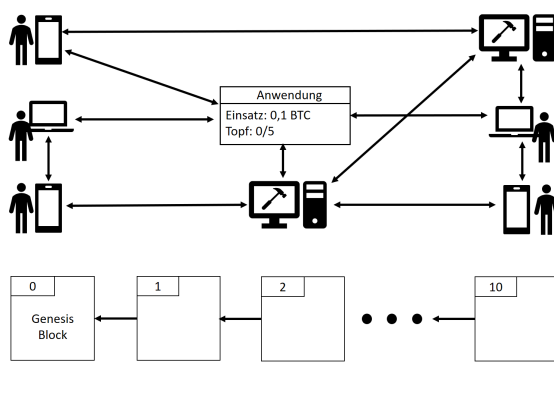 Anwendung
Einsatz: 0,1 BTC
Topf: 0/5
0
1
2
10
Genesis
Block